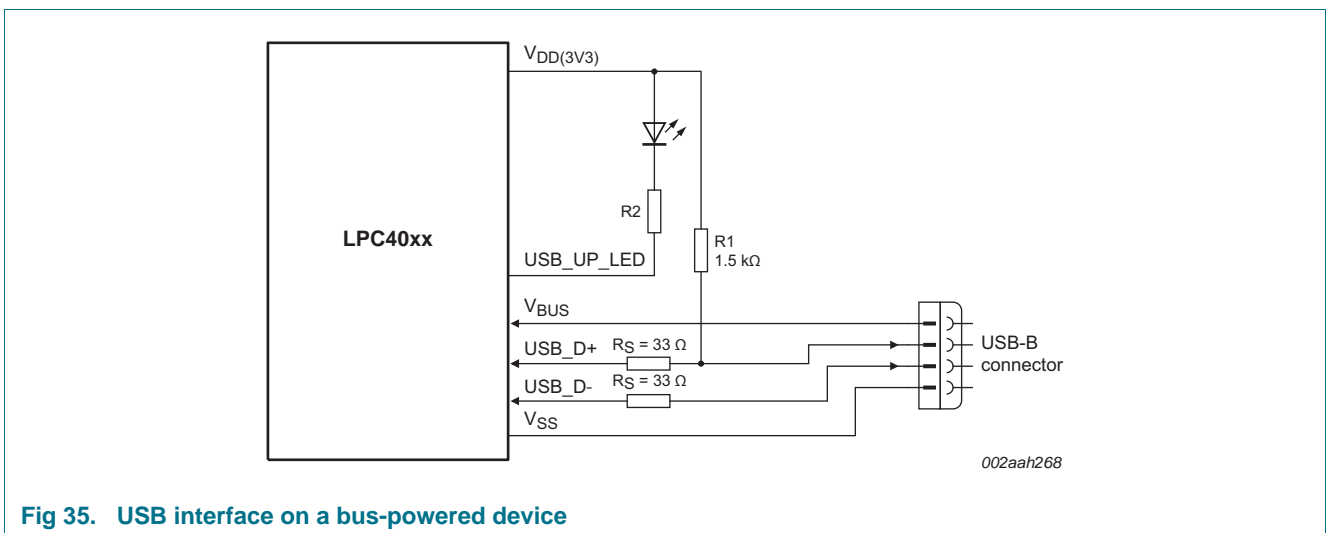 VDD(3V3)
R2
LPC40xx
R1
1.5 kΩ
USB_UP_LED
VBUS
USB_D+ RS = 33 Ω
USB-B
connector
USB_D- RS = 33 Ω
VSS
002aah268
Fig 35. USB interface on a bus-powered device